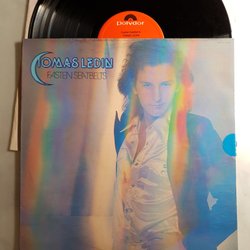 polydor
TOMAS LEDIN
FASTEN SEATBELTS